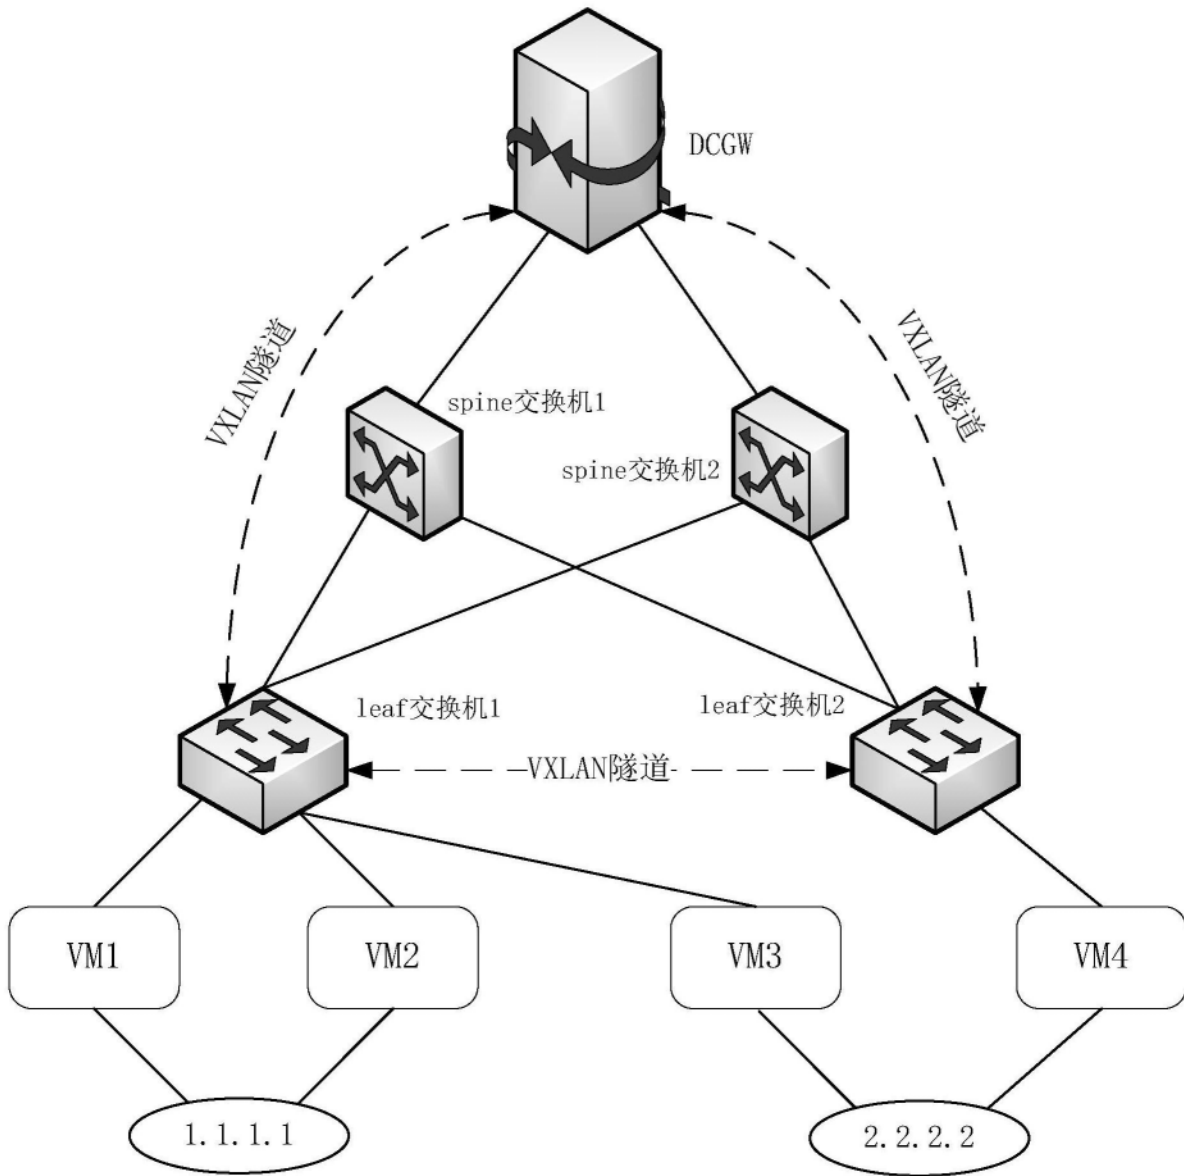 DCGW
VXLAN隧道
VXLAN隧道
spine交换机1
spine交换机2
leaf交换机1
leaf交换机2
VXLAN隧道
VM1
VM2
VM3
VM4
1.1.1.1
2.2.2.2